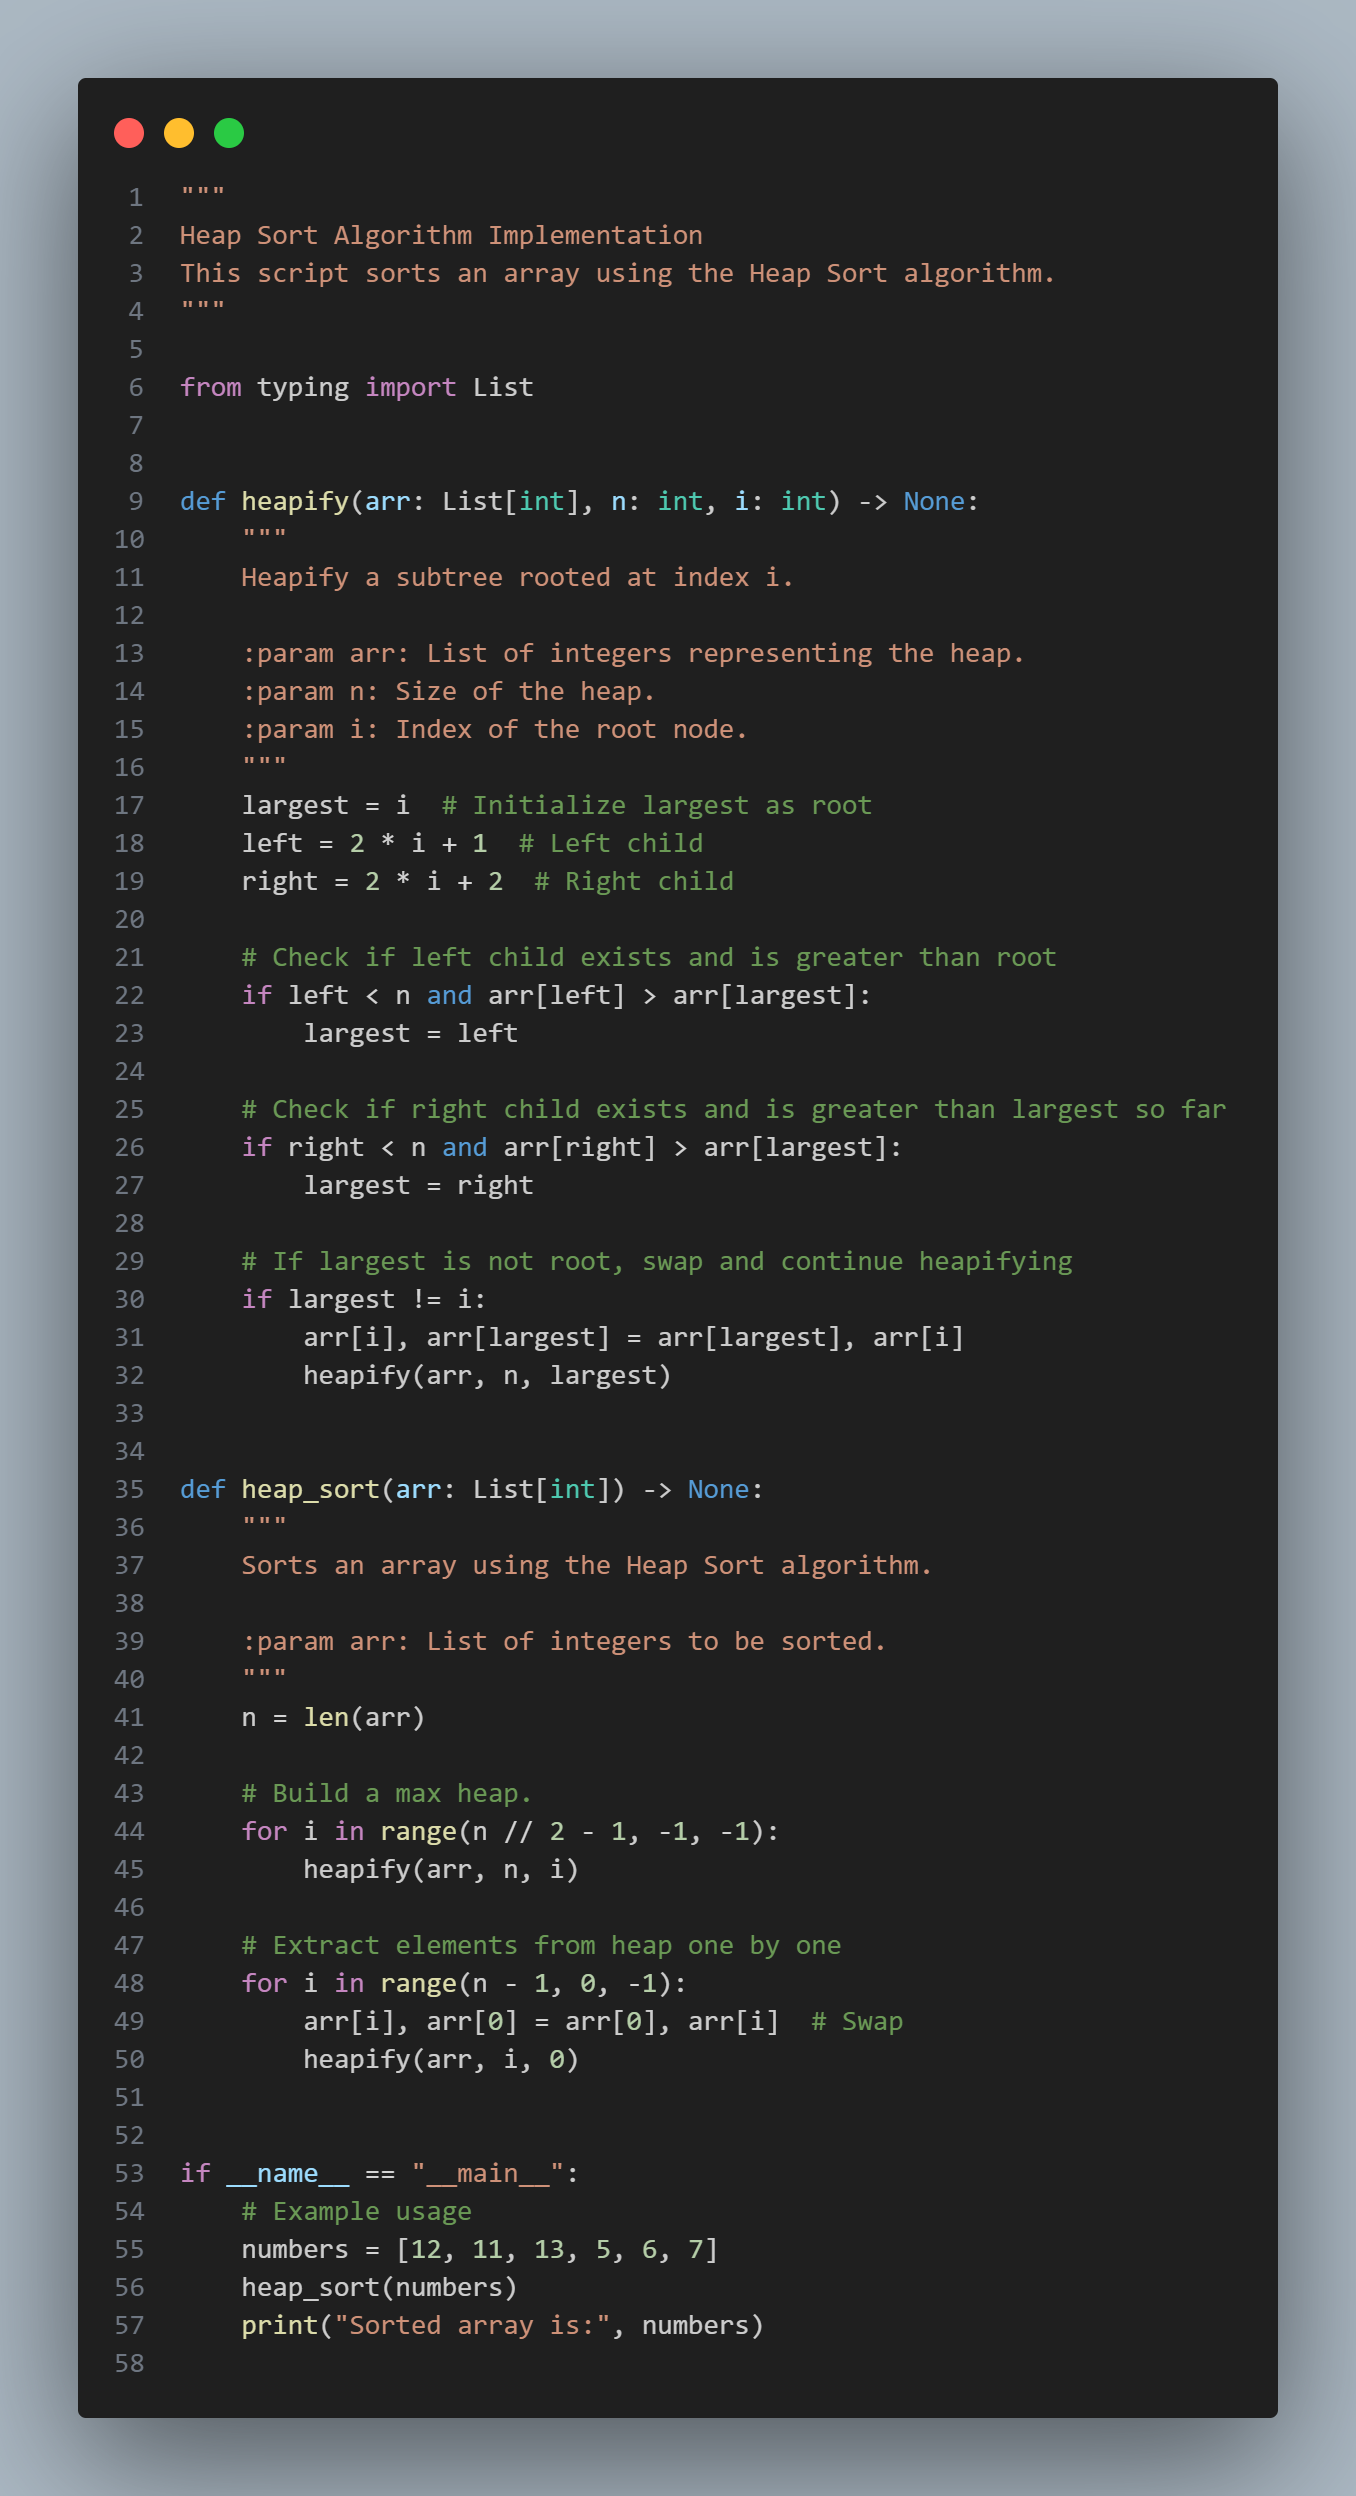 1 """
2 Heap Sort Algorithm Implementation
3 This script sorts an array using the Heap Sort algorithm.
4 """
5
6 from typing import List
7
8
9 def heapify(arr: List[int], n: int, i: int) -> None:
10     """
11     Heapify a subtree rooted at index i.
12
13     :param arr: List of integers representing the heap.
14     :param n: Size of the heap.
15     :param i: Index of the root node.
16     """
17     largest = i  # Initialize largest as root
18     left = 2 * i + 1  # Left child
19     right = 2 * i + 2  # Right child
20
21     # Check if left child exists and is greater than root
22     if left < n and arr[left] > arr[largest]:
23         largest = left
24
25     # Check if right child exists and is greater than largest so far
26     if right < n and arr[right] > arr[largest]:
27         largest = right
28
29     # If largest is not root, swap and continue heapifying
30     if largest != i:
31         arr[i], arr[largest] = arr[largest], arr[i]
32         heapify(arr, n, largest)
33
34
35 def heap_sort(arr: List[int]) -> None:
36     """
37     Sorts an array using the Heap Sort algorithm.
38
39     :param arr: List of integers to be sorted.
40     """
41     n = len(arr)
42
43     # Build a max heap.
44     for i in range(n // 2 - 1, -1, -1):
45         heapify(arr, n, i)
46
47     # Extract elements from heap one by one
48     for i in range(n - 1, 0, -1):
49         arr[i], arr[0] = arr[0], arr[i]  # Swap
50         heapify(arr, i, 0)
51
52
53 if __name__ == "__main__":
54     # Example usage
55     numbers = [12, 11, 13, 5, 6, 7]
56     heap_sort(numbers)
57     print("Sorted array is:", numbers)
58